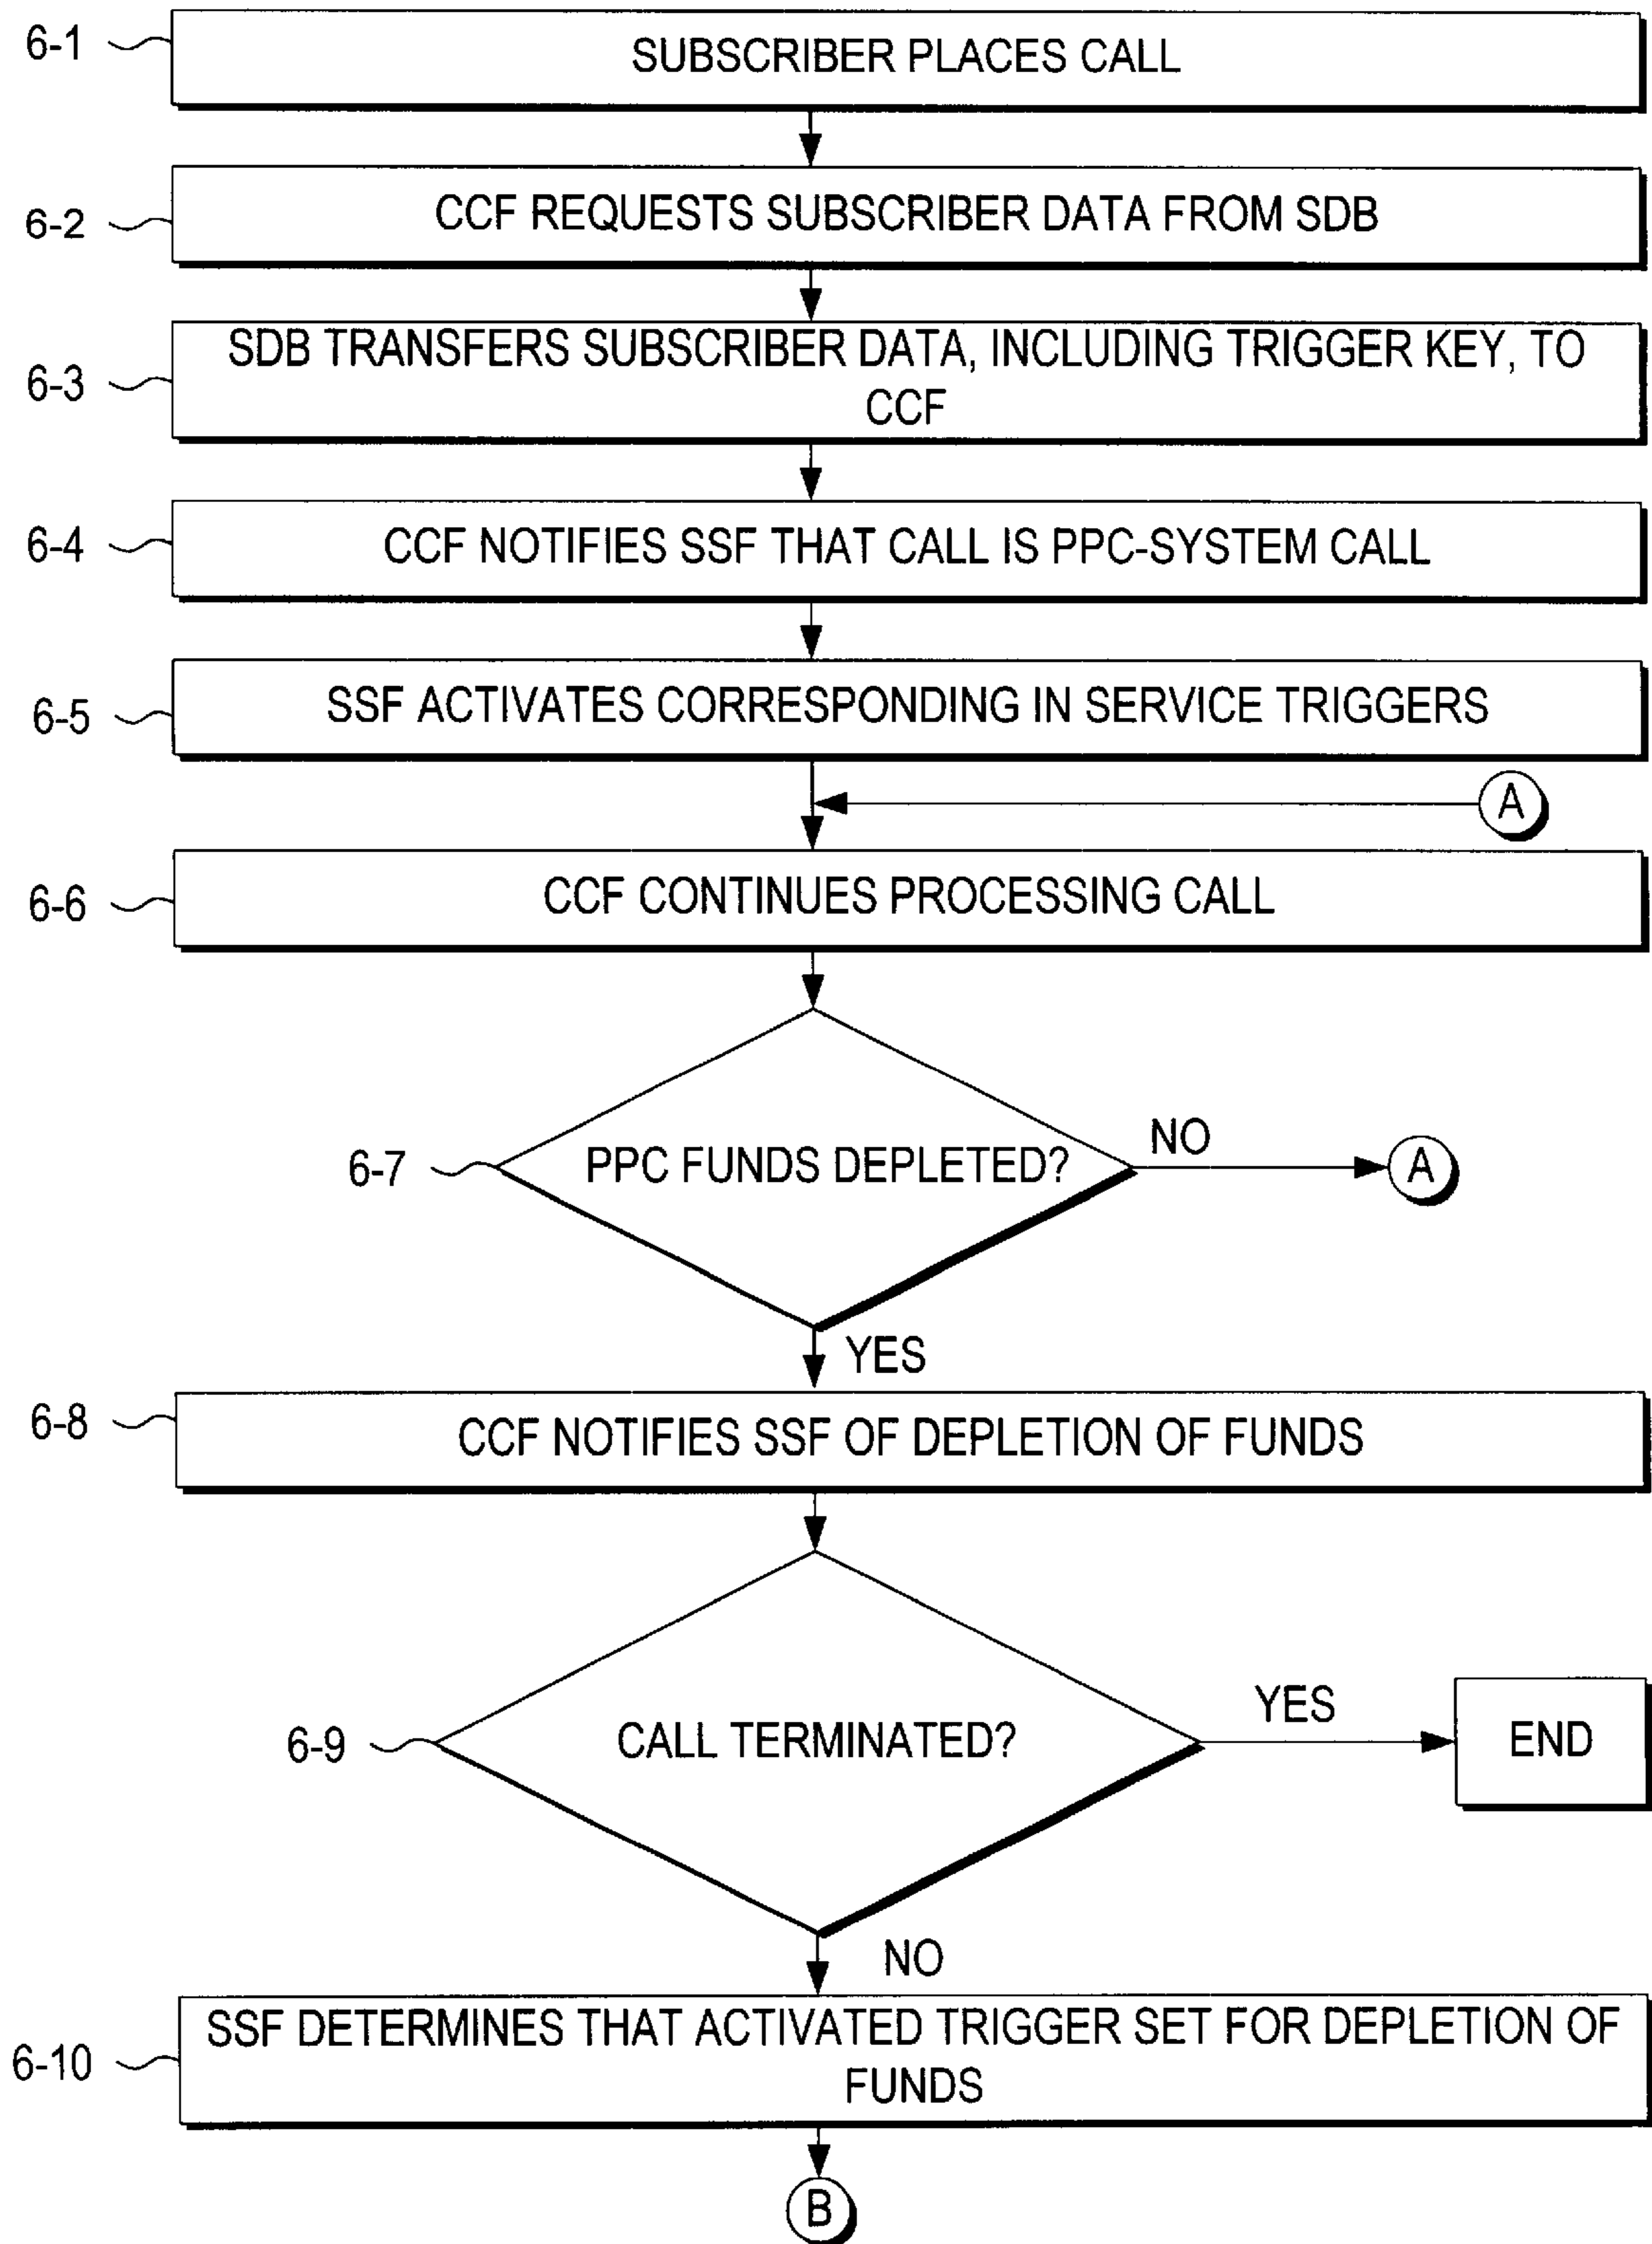 6-1
SUBSCRIBER PLACES CALL
6-2
CCF REQUESTS SUBSCRIBER DATA FROM SDB
6-3
SDB TRANSFERS SUBSCRIBER DATA, INCLUDING TRIGGER KEY, TO
CCF
6-4
CCF NOTIFIES SSF THAT CALL IS PPC-SYSTEM CALL
6-5
SSF ACTIVATES CORRESPONDING IN SERVICE TRIGGERS
A
6-6
CCF CONTINUES PROCESSING CALL
6-7
PPC FUNDS DEPLETED?
NO
A
YES
6-8
CCF NOTIFIES SSF OF DEPLETION OF FUNDS
6-9
CALL TERMINATED?
YES
END
NO
6-10
SSF DETERMINES THAT ACTIVATED TRIGGER SET FOR DEPLETION OF
FUNDS
B